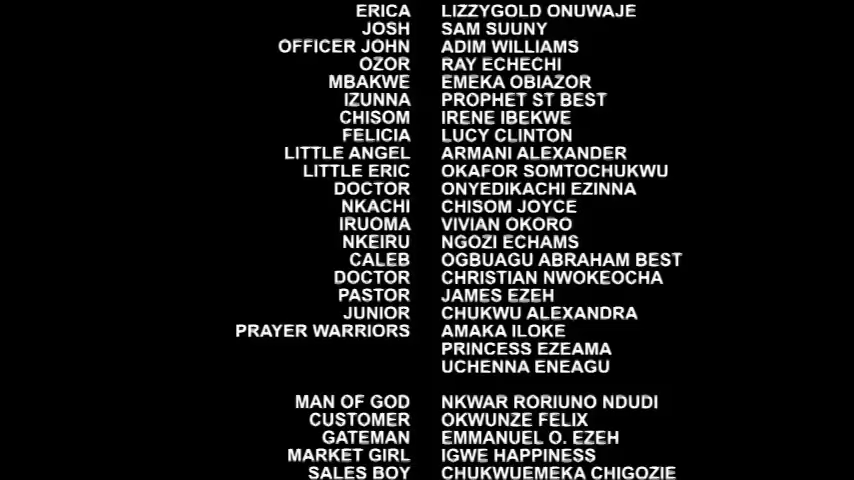 ERICA LIZZYGOLD ONUWAJE
JOSH SAM SUUNY
OFFICER JOHN ADIM WILLIAMS
OZOR RAY ECHECHI
MBAKWE EMEKA OBIAZOR
IZUNNA PROPHET ST BEST
CHISOM IRENE IBEKWE
FELICIA LUCY CLINTON
LITTLE ANGEL ARMANI ALEXANDER
LITTLE ERIC OKAFOR SOMTOCHUKWU
DOCTOR ONYEDIKACHI EZINNA
NKACHI CHISOM JOYCE
IRUOMA VIVIAN OKORO
NKEIRU NGOZI ECHAMS
CALEB OGBUAGU ABRAHAM BEST
DOCTOR CHRISTIAN NWOKEOCHA
PASTOR JAMES EZEH
JUNIOR CHUKWU ALEXANDRA
PRAYER WARRIORS AMAKA ILOKE
PRINCESS EZEAMA
UCHENNA ENEAGU
MAN OF GOD NKWAR RORIUNO NDUDI
CUSTOMER OKWUNZE FELIX
GATEMAN EMMANUEL O. EZEH
MARKET GIRL IGWE HAPPINESS
SALES BOY CHUKWUEMEKA CHIGOZIE